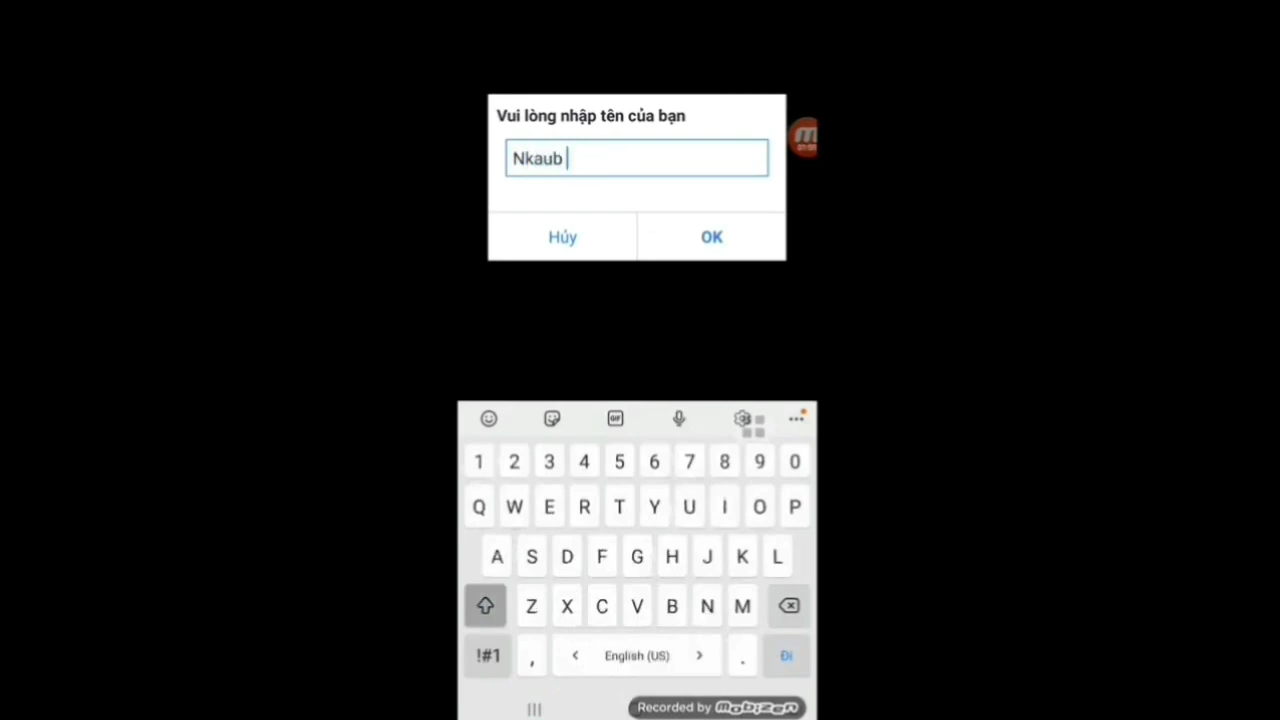 Vui lòng nhập tên của bạn
Nkaub
Hủy
OK
GIF
1 2 3 4 5 6 7 8 9 0
Q W E R T Y U I O P
A S D F G H J K L
Z X C V B N M
!#1 , < English (US) > . Đi
Recorded by mobizen